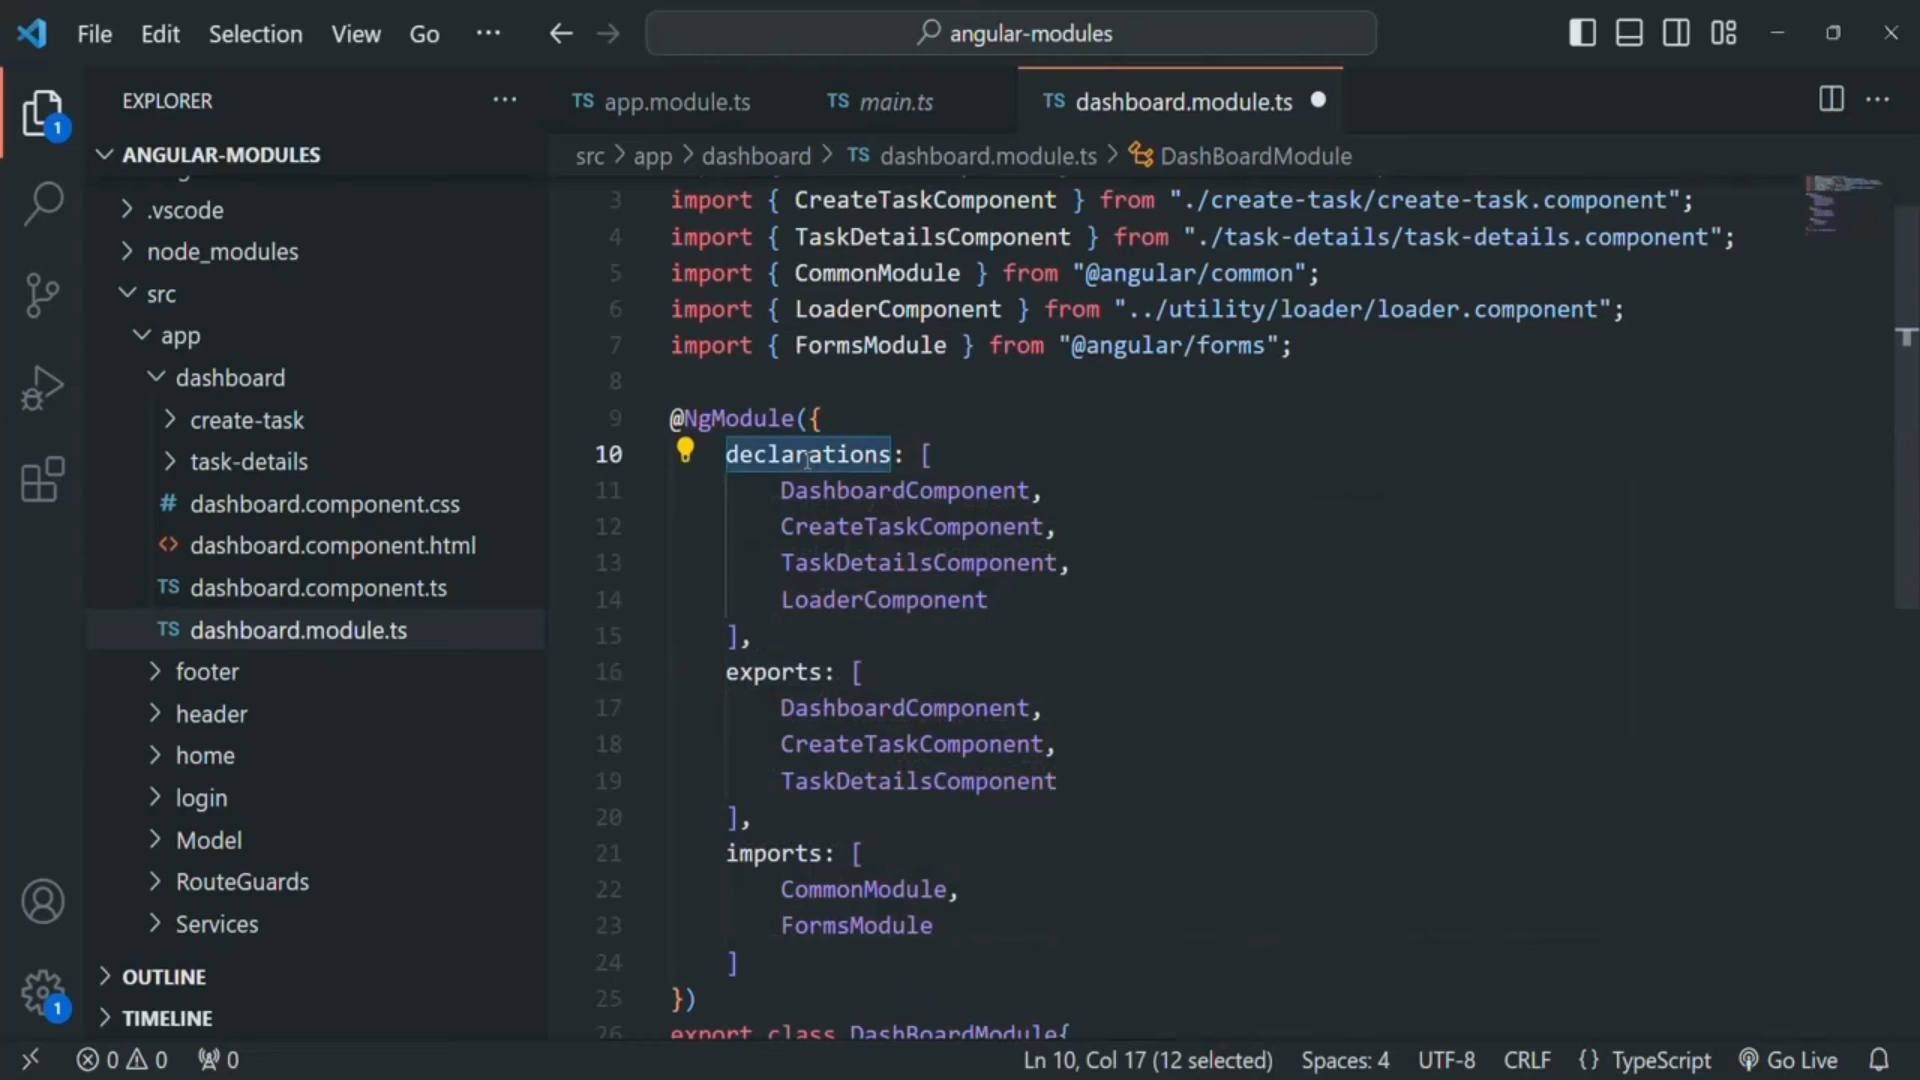 File Edit Selection View Go ··· angular-modules
EXPLORER ···
TS app.module.ts TS main.ts TS dashboard.module.ts
1
ANGULAR-MODULES
src > app > dashboard > TS dashboard.module.ts > DashBoardModule
.vscode
node_modules
src
app
dashboard
create-task
task-details
# dashboard.component.css
<> dashboard.component.html
TS dashboard.component.ts
TS dashboard.module.ts
footer
header
home
login
Model
RouteGuards
Services
OUTLINE
1
TIMELINE
3 import { CreateTaskComponent } from "./create-task/create-task.component";
4 import { TaskDetailsComponent } from "./task-details/task-details.component";
5 import { CommonModule } from "@angular/common";
6 import { LoaderComponent } from "../utility/loader/loader.component";
7 import { FormsModule } from "@angular/forms";
8
9 @NgModule({
10 declarations: [
11 DashboardComponent,
12 CreateTaskComponent,
13 TaskDetailsComponent,
14 LoaderComponent
15 ],
16 exports: [
17 DashboardComponent,
18 CreateTaskComponent,
19 TaskDetailsComponent
20 ],
21 imports: [
22 CommonModule,
23 FormsModule
24 ]
25 })
26 export class DashBoardModule{
0 0 0 Ln 10, Col 17 (12 selected) Spaces: 4 UTF-8 CRLF {} TypeScript Go Live